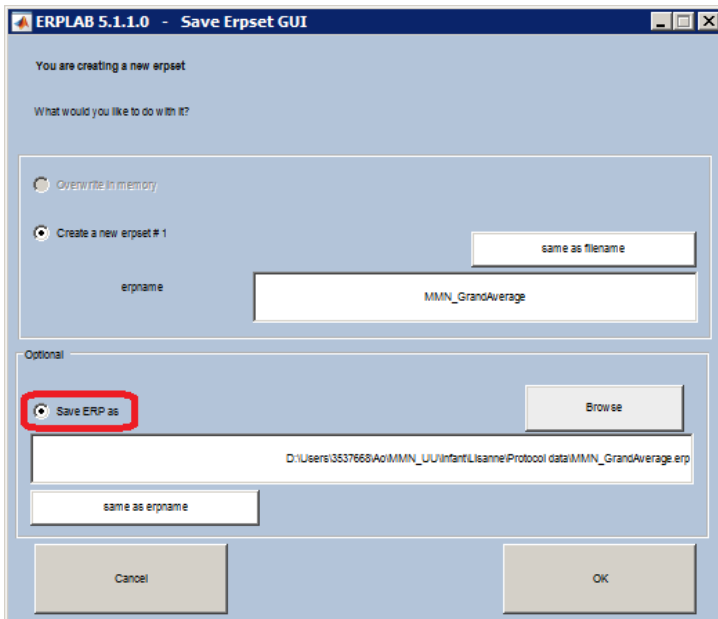 ERPLAB 5.1.1.0 - Save Erpset GUI
You are creating a new erpset
What would you like to do with it?
Overwrite in memory
Create a new erpset # 1
same as filename
erpname
MMN_GrandAverage
Optional
Save ERP as
Browse
D:\Users\3537668\Ao\MMN_UU\Infant\Lisanne\Protocol data\MMN_GrandAverage.erp
same as erpname
Cancel
OK